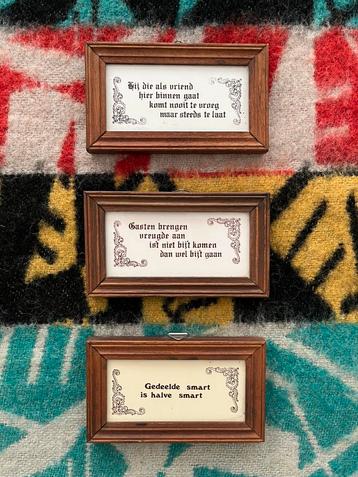 Hij die als vriend
hier binnen gaat
komt nooit te vroeg
maar steeds te laat
Gasten brengen
vreugde aan
ist niet bijt komen
dan wel bijt gaan
Gedeelde smart
is halve smart